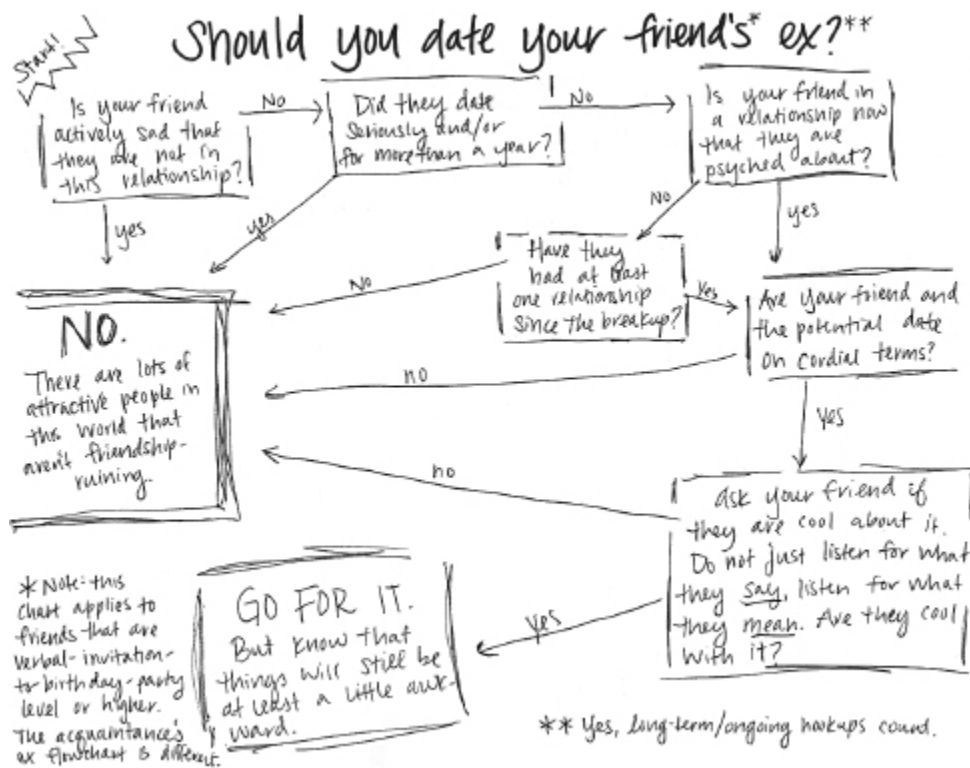 Start!
Should you date your friend's* ex?**
Is your friend
actively sad that
they are not in
this relationship?
No
Did they date
seriously and/or
for more than a year?
No
Is your friend in
a relationship now
that they are
psyched about?
yes
yes
No
yes
Have they
had at least
one relationship
since the breakup?
No
Yes
Are your friend and
the potential date
on cordial terms?
no
yes
NO.
There are lots of
attractive people in
this world that
aren't friendship-
ruining.
no
Ask your friend if
they are cool about it.
Do not just listen for what
they say, listen for what
they mean. Are they cool
with it?
yes
GO FOR IT.
But know that
things will still be
at least a little awk-
ward.
* Note: this
chart applies to
friends that are
verbal-invitation-
to-birthday-party
level or higher.
The acquaintance's
ex flowchart is different.
** Yes, long-term/ongoing hookups count.